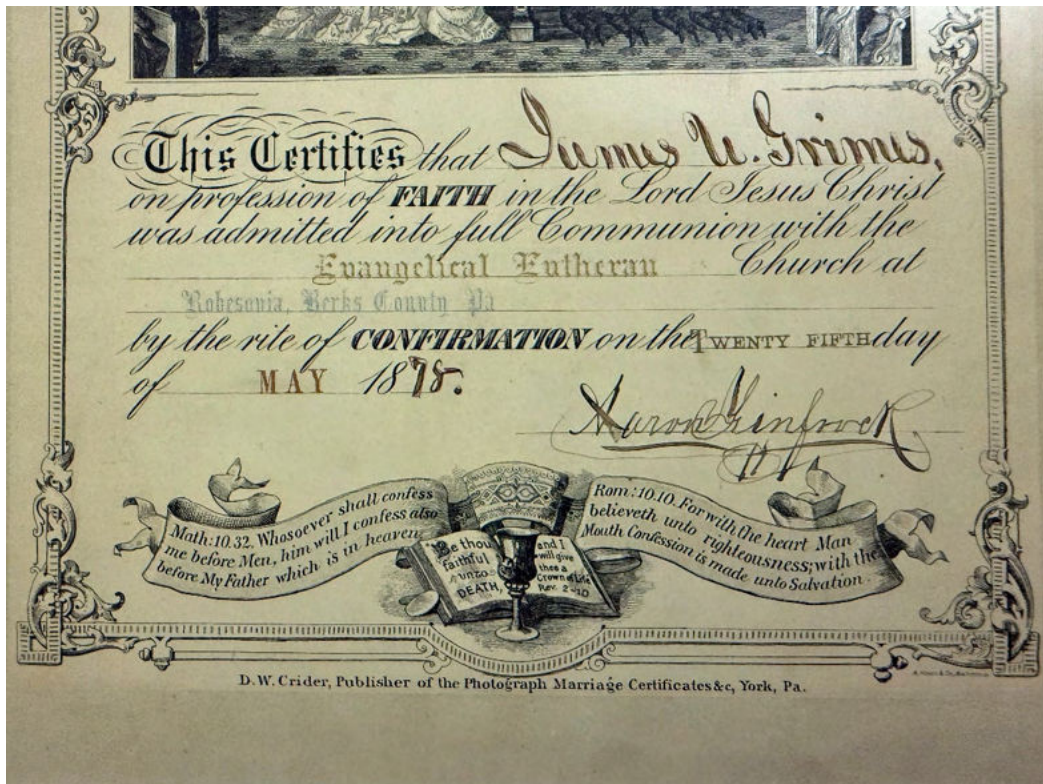 This Certifies that James U. Grimes,
on profession of FAITH in the Lord Jesus Christ
was admitted into full Communion with the
Evangelical Lutheran Church at
Robesonia, Berks County Pa
by the rite of CONFIRMATION on the TWENTY FIFTH day
of MAY 1878.
Aaron Finfrock
Math: 10.32. Whosoever shall confess
me before Men, him will I confess also
before My Father which is in heaven
"Be thou
faithful
unto
DEATH,
and I
will give
thee a
Crown of Life
Rev. 2-10
Rom: 10.10. For with the heart Man
believeth unto righteousness; with the
Mouth Confession is made unto Salvation.
D. W. Crider, Publisher of the Photograph Marriage Certificates &c, York, Pa.